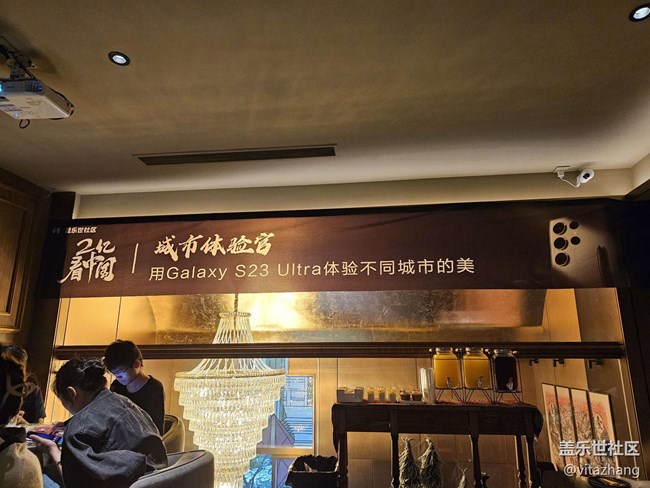 盖乐世社区
2亿
看中国
城市体验官
用Galaxy S23 Ultra体验不同城市的美
盖乐世社区
@vitazhang